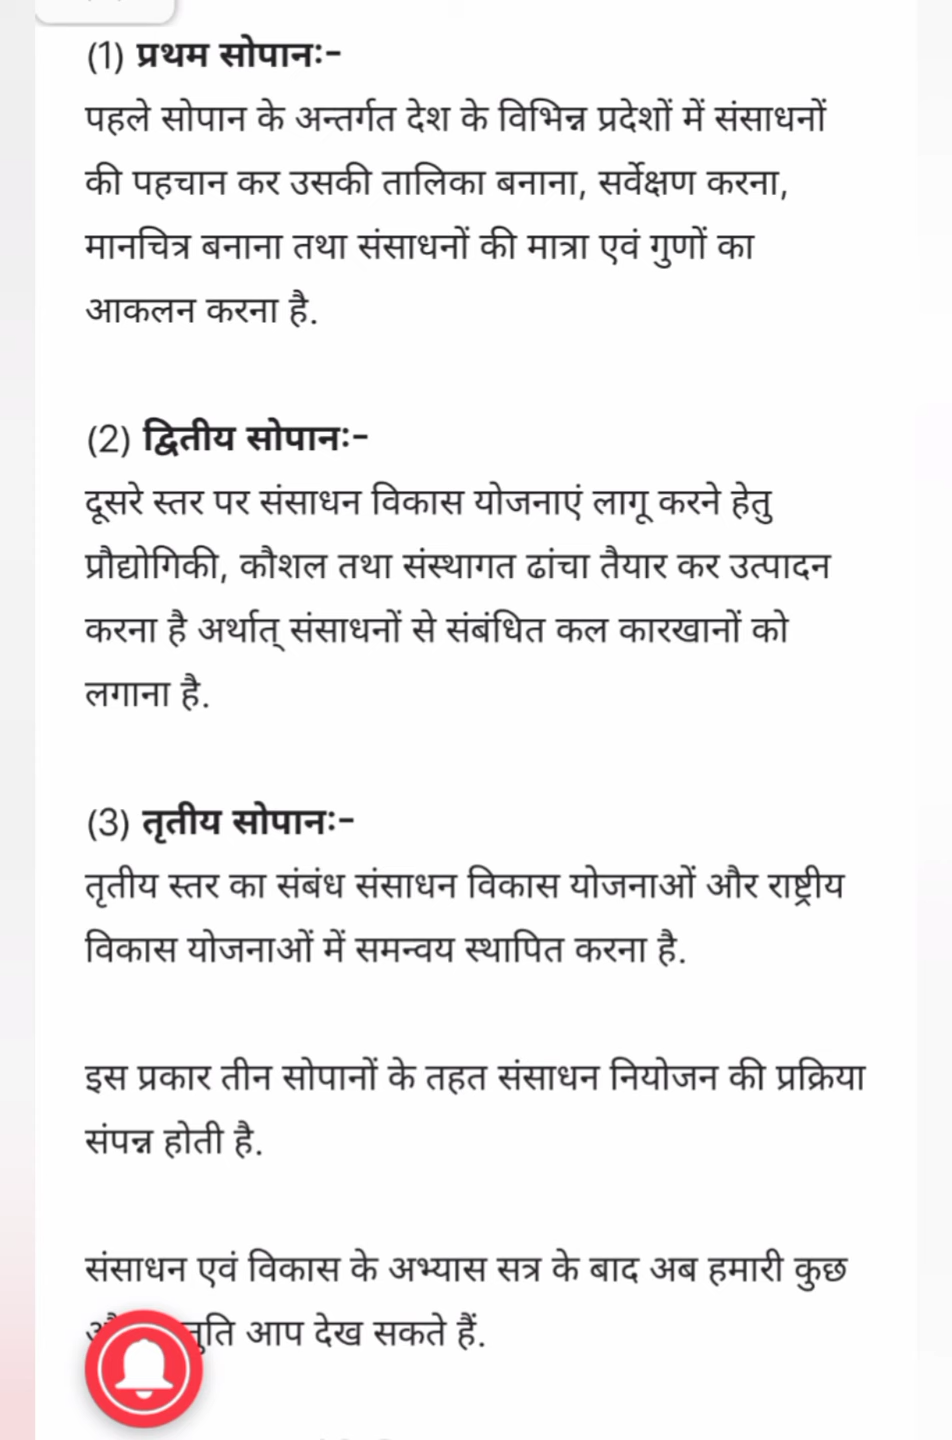 (1) प्रथम सोपानः-
पहले सोपान के अन्तर्गत देश के विभिन्न प्रदेशों में संसाधनों
की पहचान कर उसकी तालिका बनाना, सर्वेक्षण करना,
मानचित्र बनाना तथा संसाधनों की मात्रा एवं गुणों का
आकलन करना है.
(2) द्वितीय सोपानः-
दूसरे स्तर पर संसाधन विकास योजनाएं लागू करने हेतु
प्रौद्योगिकी, कौशल तथा संस्थागत ढांचा तैयार कर उत्पादन
करना है अर्थात् संसाधनों से संबंधित कल कारखानों को
लगाना है.
(3) तृतीय सोपानः-
तृतीय स्तर का संबंध संसाधन विकास योजनाओं और राष्ट्रीय
विकास योजनाओं में समन्वय स्थापित करना है.
इस प्रकार तीन सोपानों के तहत संसाधन नियोजन की प्रक्रिया
संपन्न होती है.
संसाधन एवं विकास के अभ्यास सत्र के बाद अब हमारी कुछ
आप देख सकते हैं.